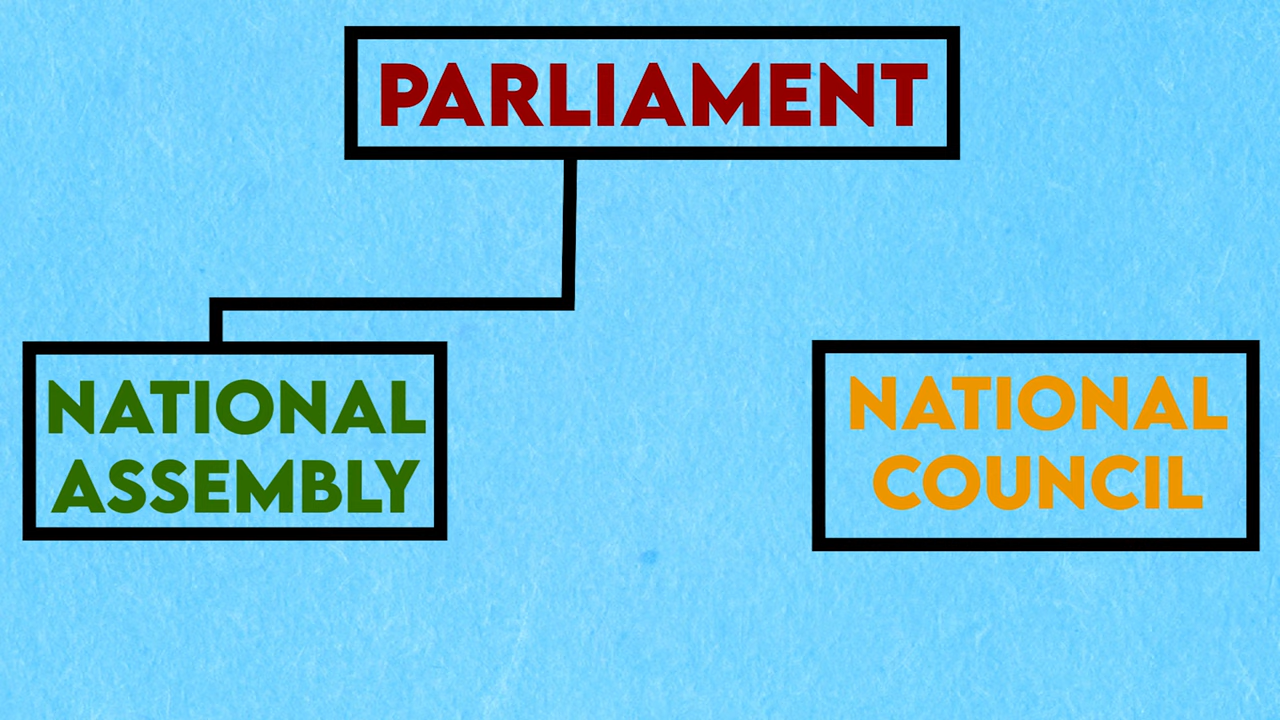 PARLIAMENT
NATIONAL
ASSEMBLY
NATIONAL
COUNCIL